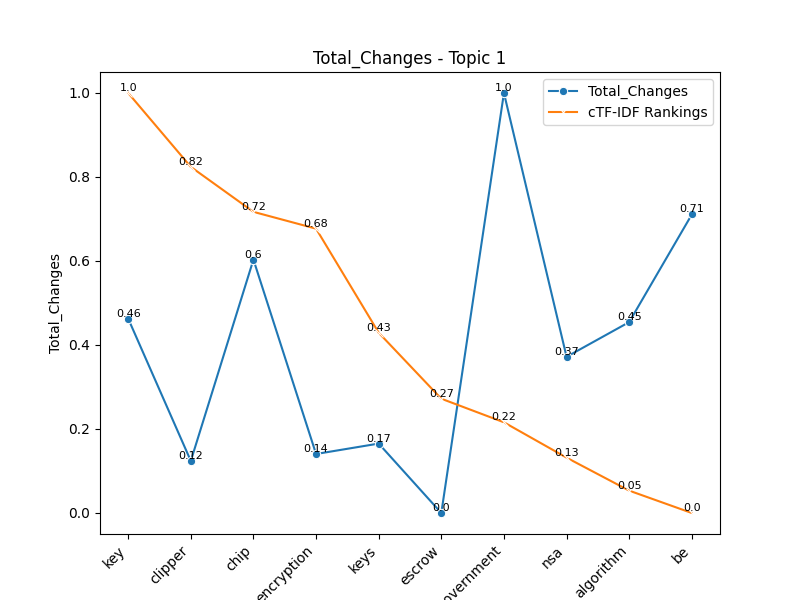 Total_Changes - Topic 1
Total_Changes
cTF-IDF Rankings
Total_Changes
1.0
0.8
0.6
0.4
0.2
0.0
1.0
0.82
0.72
0.68
0.43
0.27
0.22
0.13
0.05
0.0
0.46
0.12
0.6
0.14
0.17
0.0
1.0
0.37
0.45
0.71
key
clipper
chip
encryption
keys
escrow
overnment
nsa
algorithm
be